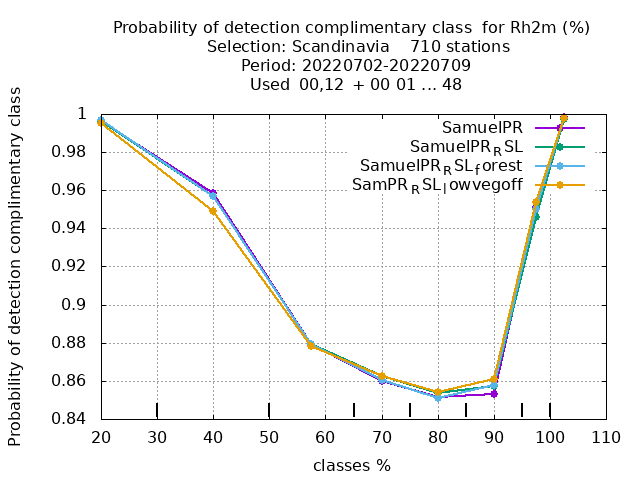 Probability of detection complimentary class  for Rh2m (%)
Selection: Scandinavia    710 stations
Period: 20220702-20220709
Used  00,12  + 00 01 ... 48
Probability of detection complimentary class
1
0.98
0.96
0.94
0.92
0.9
0.88
0.86
0.84
SamuelPR
SamuelPR_RSL
SamuelPR_RSL_forest
SamPR_RSL_lowvegoff
20 30 40 50 60 70 80 90 100 110
classes %